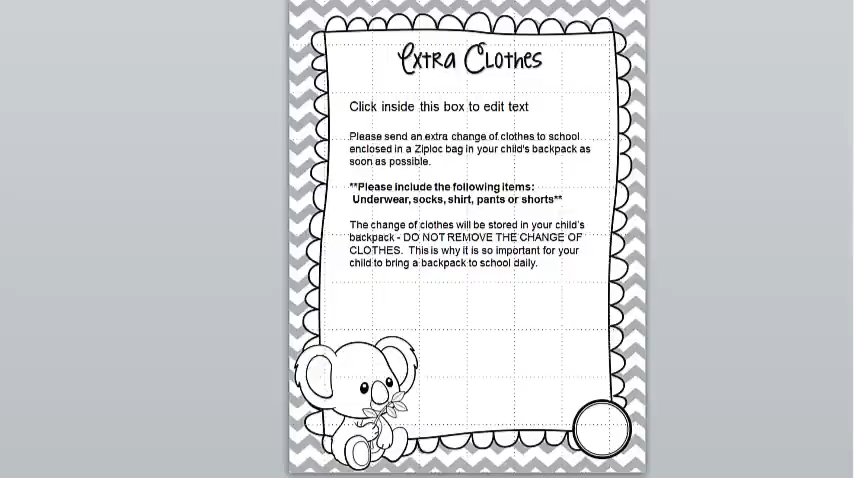 Extra Clothes
Click inside this box to edit text
Please send an extra change of clothes to school
enclosed in a Ziploc bag in your child's backpack as
soon as possible.
**Please include the following items:
Underwear, socks, shirt, pants or shorts**
The change of clothes will be stored in your child's
backpack - DO NOT REMOVE THE CHANGE OF
CLOTHES. This is why it is so important for your
child to bring a backpack to school daily.